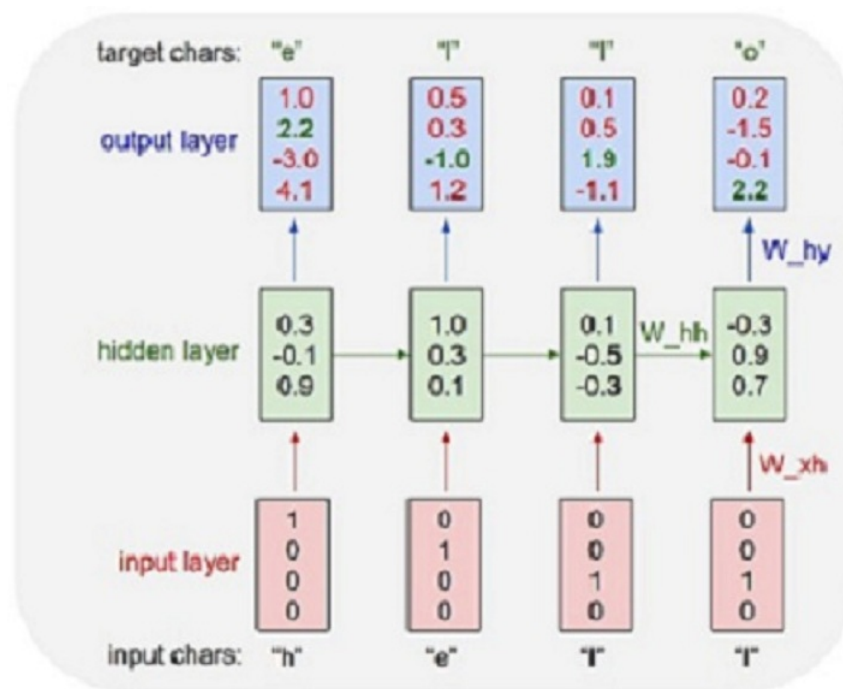 target chars: "e" "l" "l" "o"
1.0 0.5 0.1 0.2
2.2 0.3 0.5 -1.5
-3.0 -1.0 1.9 -0.1
4.1 1.2 -1.1 2.2
output layer
W_hy
0.3 1.0 0.1 -0.3
-0.1 0.3 -0.5 0.9
0.9 0.1 -0.3 0.7
hidden layer
W_hh
W_xh
1 0 0 0
0 1 0 0
0 0 1 1
0 0 0 0
input layer
input chars: "h" "e" "l" "l"